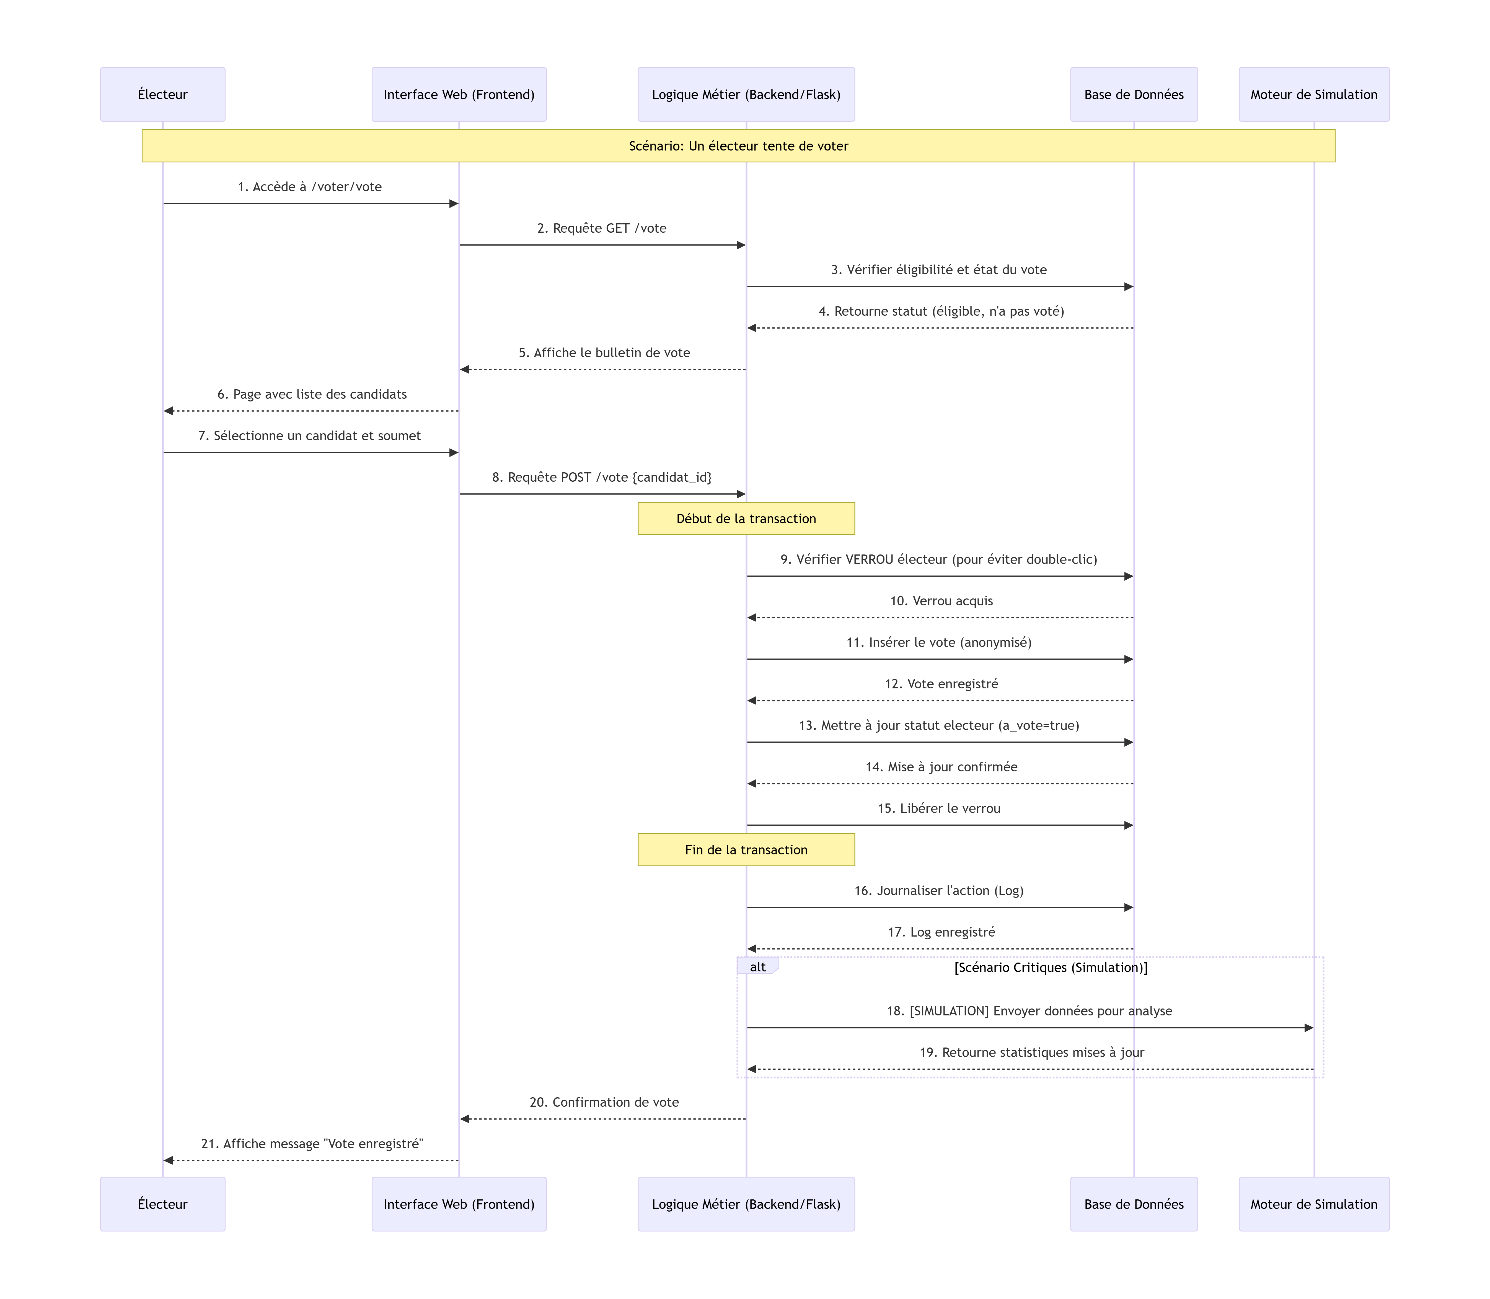 Électeur
Interface Web (Frontend)
Logique Métier (Backend/Flask)
Base de Données
Moteur de Simulation
Scénario: Un électeur tente de voter
1. Accède à /voter/vote
2. Requête GET /vote
3. Vérifier éligibilité et état du vote
4. Retourne statut (éligible, n'a pas voté)
5. Affiche le bulletin de vote
6. Page avec liste des candidats
7. Sélectionne un candidat et soumet
8. Requête POST /vote {candidat_id}
Début de la transaction
9. Vérifier VERROU électeur (pour éviter double-clic)
10. Verrou acquis
11. Insérer le vote (anonymisé)
12. Vote enregistré
13. Mettre à jour statut electeur (a_vote=true)
14. Mise à jour confirmée
15. Libérer le verrou
Fin de la transaction
16. Journaliser l'action (Log)
17. Log enregistré
alt
[Scénario Critiques (Simulation)]
18. [SIMULATION] Envoyer données pour analyse
19. Retourne statistiques mises à jour
20. Confirmation de vote
21. Affiche message "Vote enregistré"
Électeur
Interface Web (Frontend)
Logique Métier (Backend/Flask)
Base de Données
Moteur de Simulation